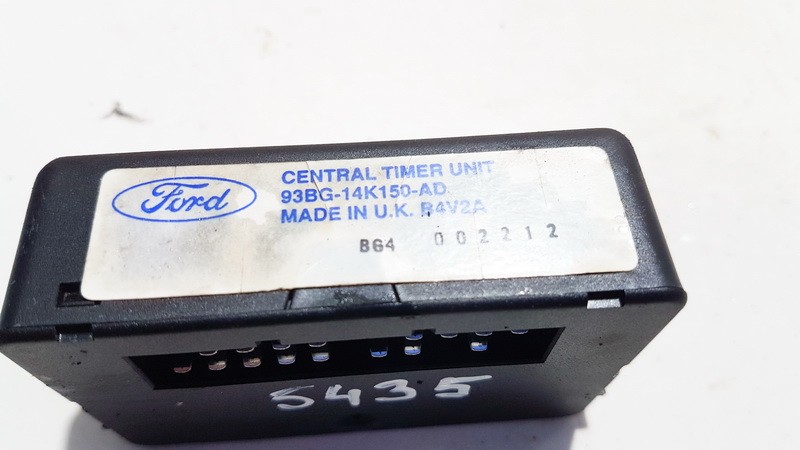 Ford
CENTRAL TIMER UNIT
93BG-14K150-AD
MADE IN U.K. R4V2A
BG4 002212
5435